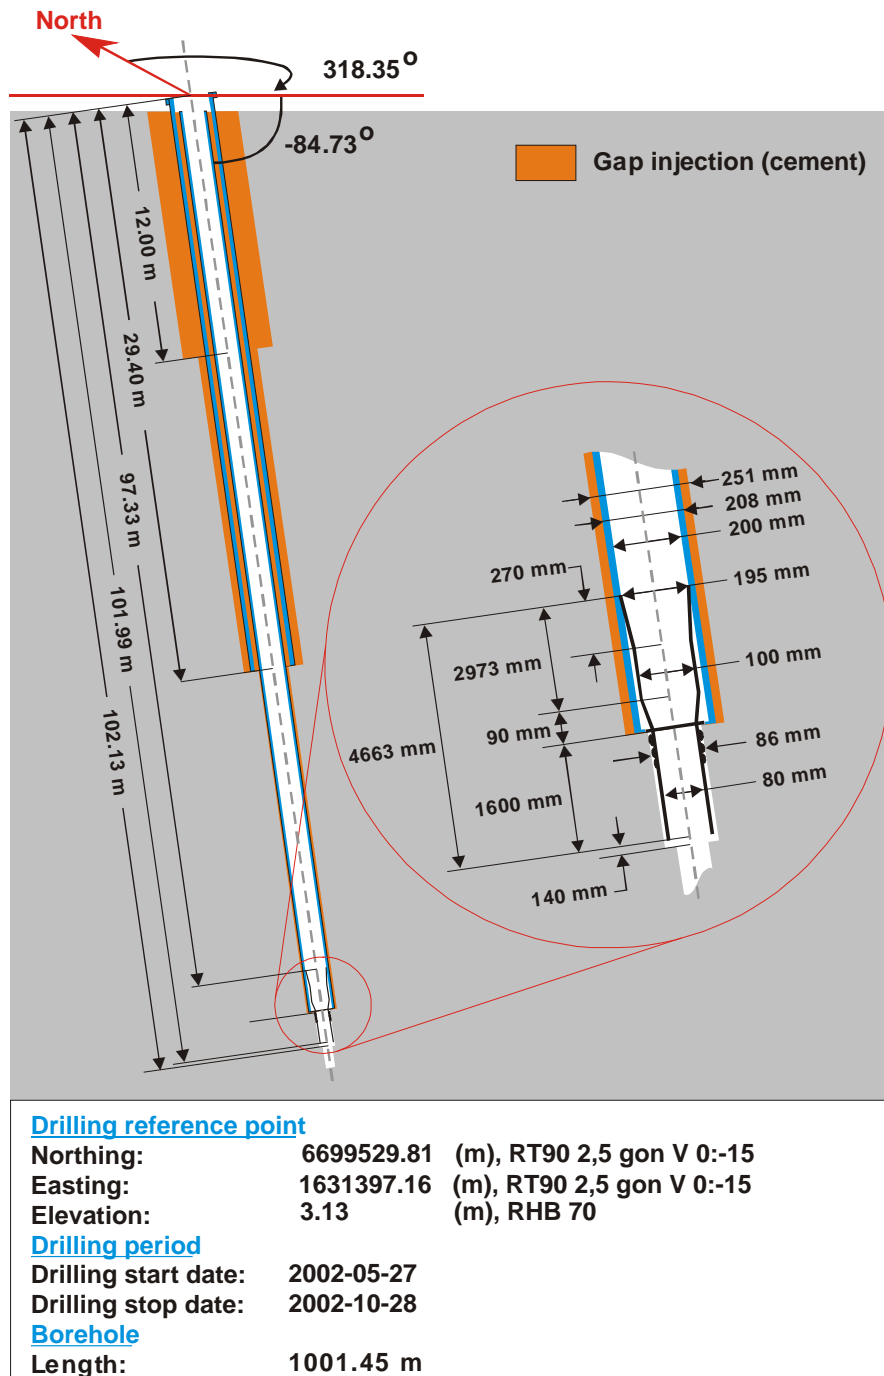 North
318.35°
-84.73°
Gap injection (cement)
12.00 m
29.40 m
97.33 m
101.99 m
102.13 m
251 mm
208 mm
200 mm
270 mm
195 mm
2973 mm
100 mm
90 mm
4663 mm
86 mm
80 mm
1600 mm
140 mm
Drilling reference point
Northing: 6699529.81 (m), RT90 2,5 gon V 0:-15
Easting: 1631397.16 (m), RT90 2,5 gon V 0:-15
Elevation: 3.13 (m), RHB 70
Drilling period
Drilling start date: 2002-05-27
Drilling stop date: 2002-10-28
Borehole
Length: 1001.45 m